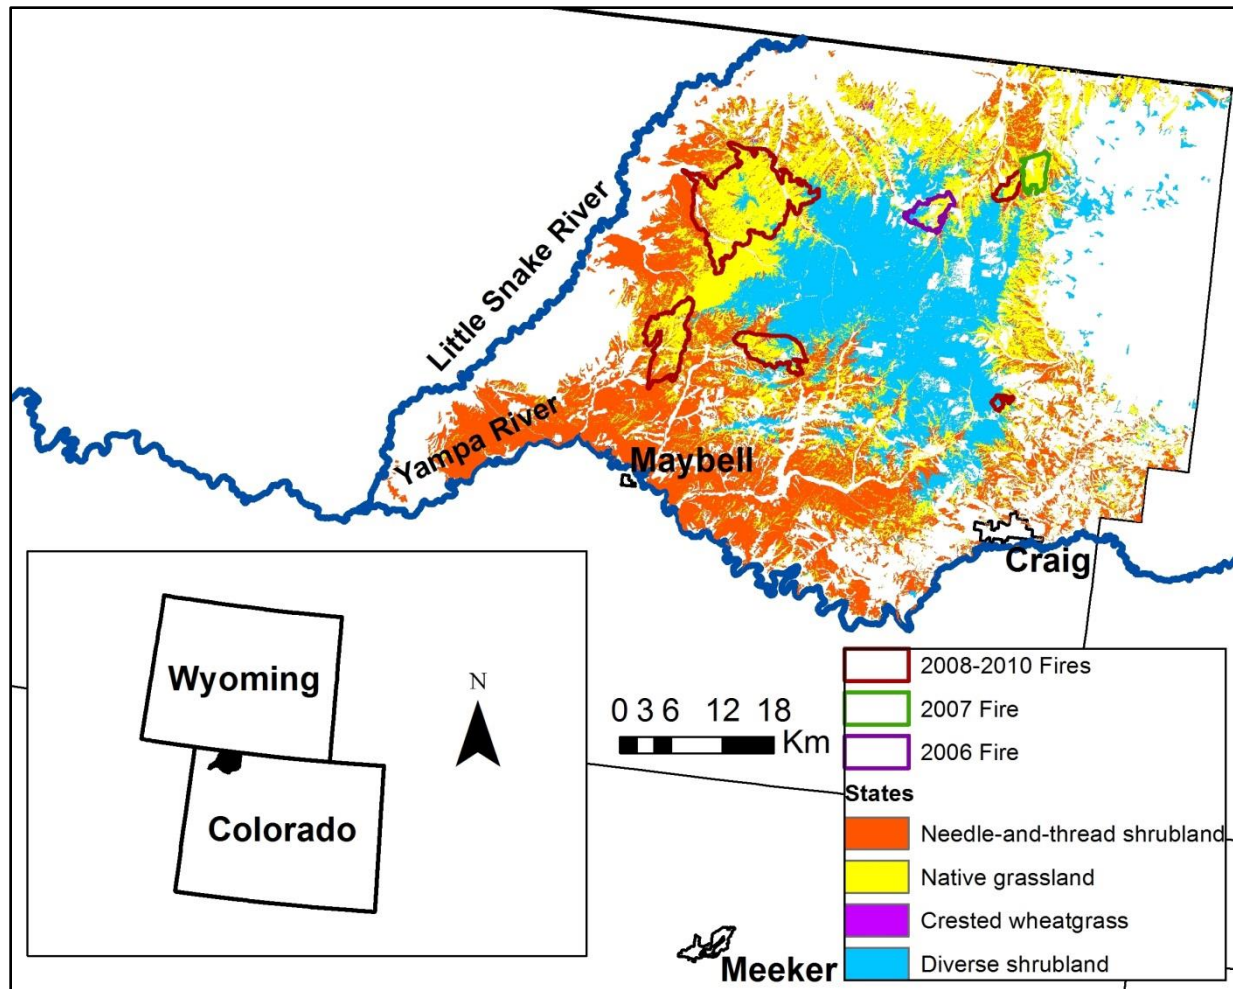 Little Snake River
Yampa River
Maybell
Craig
Wyoming
Colorado
N
0 3 6 12 18
Km
Meeker
2008-2010 Fires
2007 Fire
2006 Fire
States
Needle-and-thread shrubland
Native grassland
Crested wheatgrass
Diverse shrubland